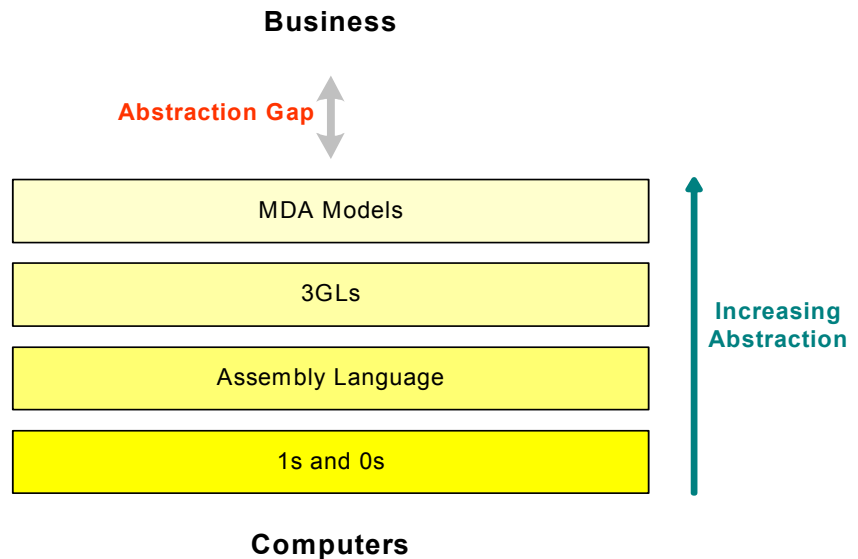 Business
Abstraction Gap
MDA Models
3GLs
Increasing
Abstraction
Assembly Language
1s and 0s
Computers